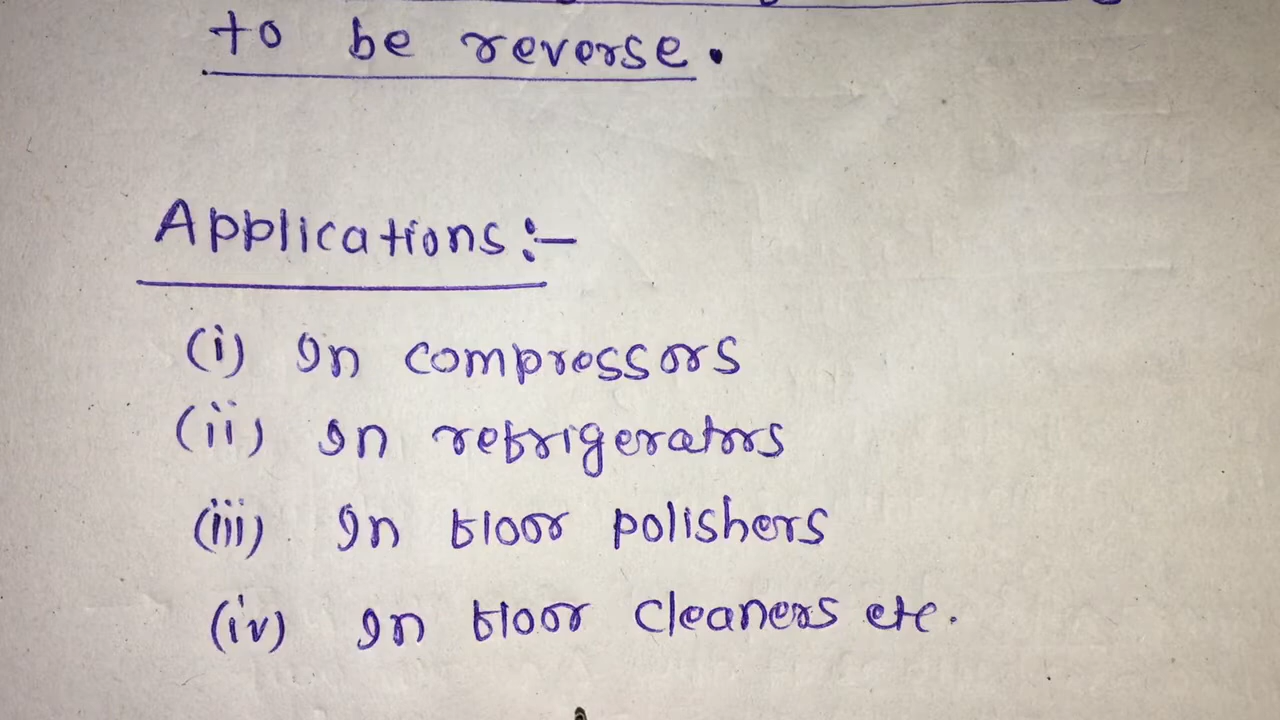 to be reverse.
Applications:-
(i) In compressors
(ii) In refrigerators
(iii) In floor polishers
(iv) In floor cleaners etc.